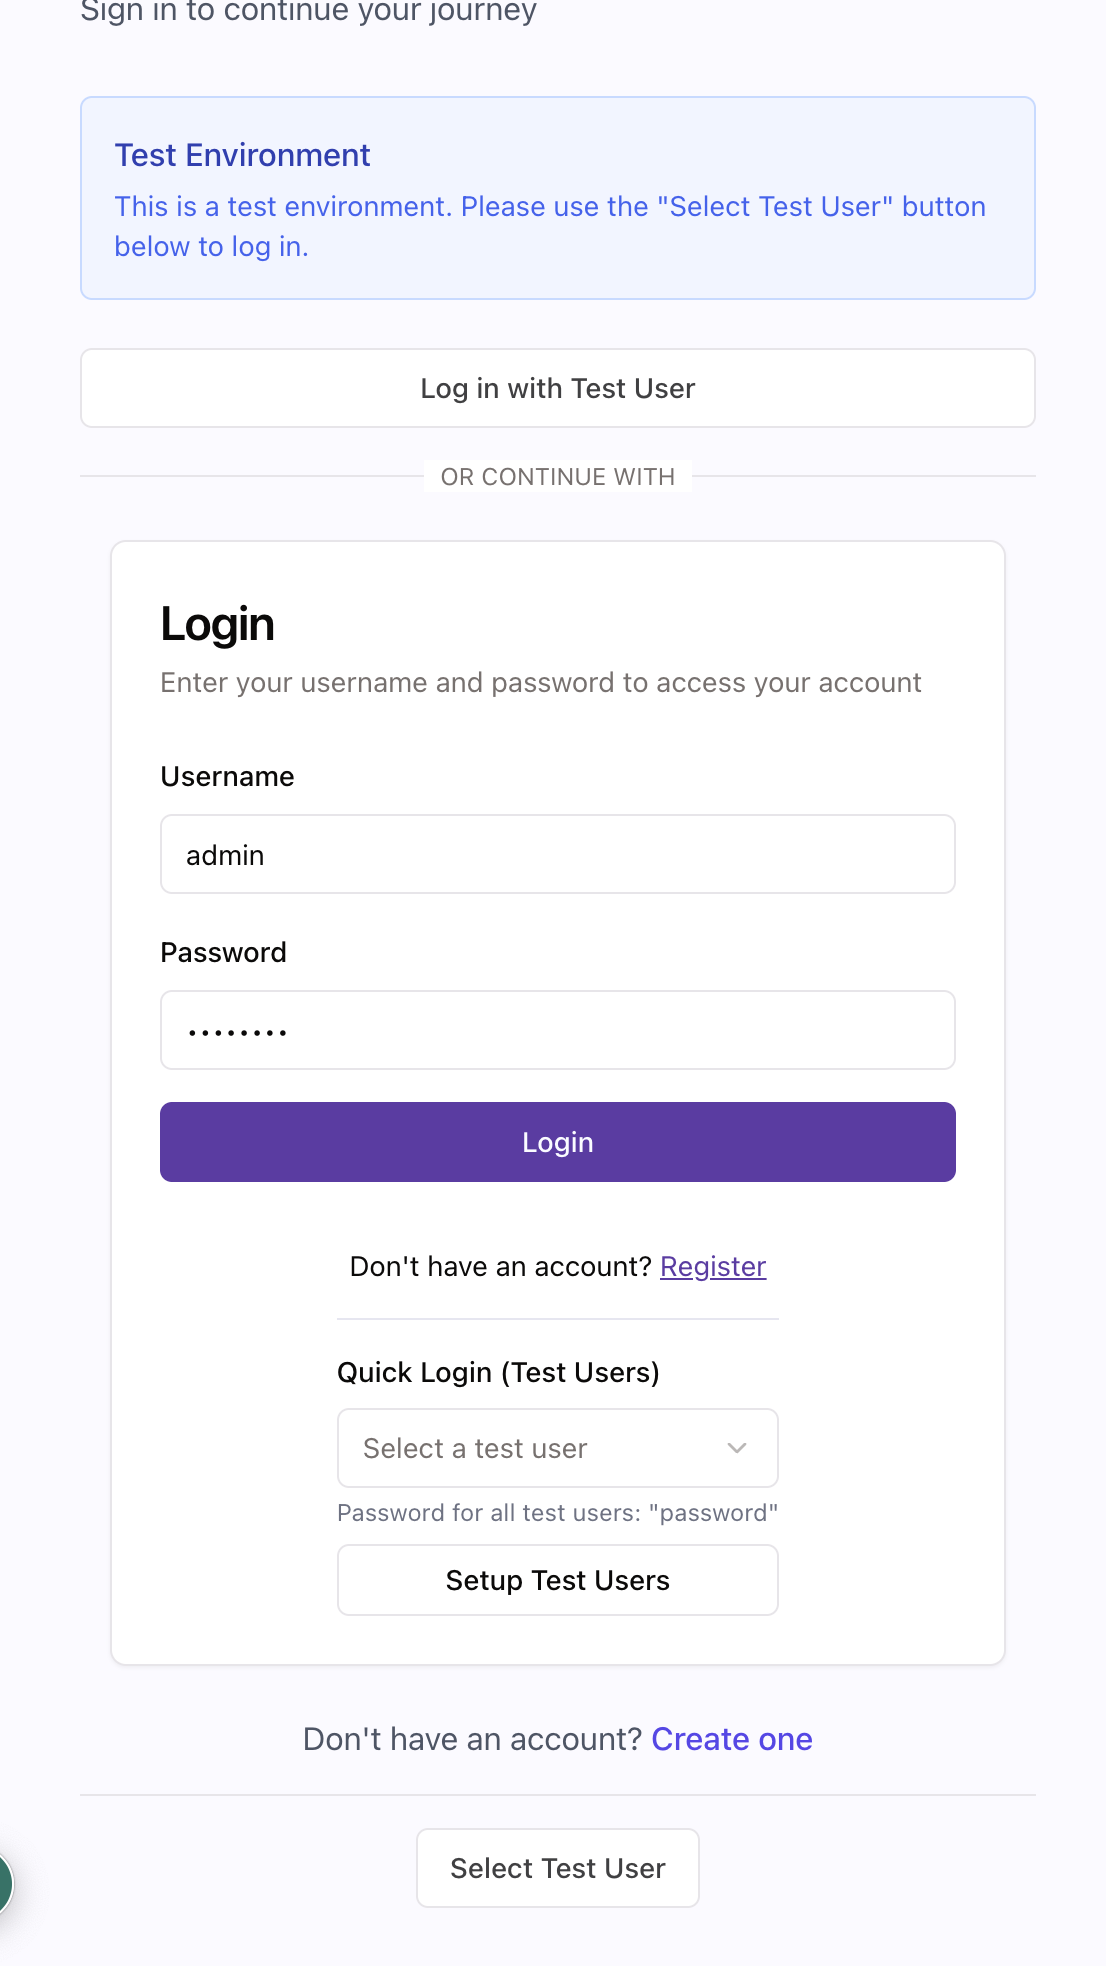 Sign in to continue your journey
Test Environment
This is a test environment. Please use the "Select Test User" button
below to log in.
Log in with Test User
OR CONTINUE WITH
Login
Enter your username and password to access your account
Username
admin
Password
••••••••
Login
Don't have an account? Register
Quick Login (Test Users)
Select a test user
Password for all test users: "password"
Setup Test Users
Don't have an account? Create one
Select Test User